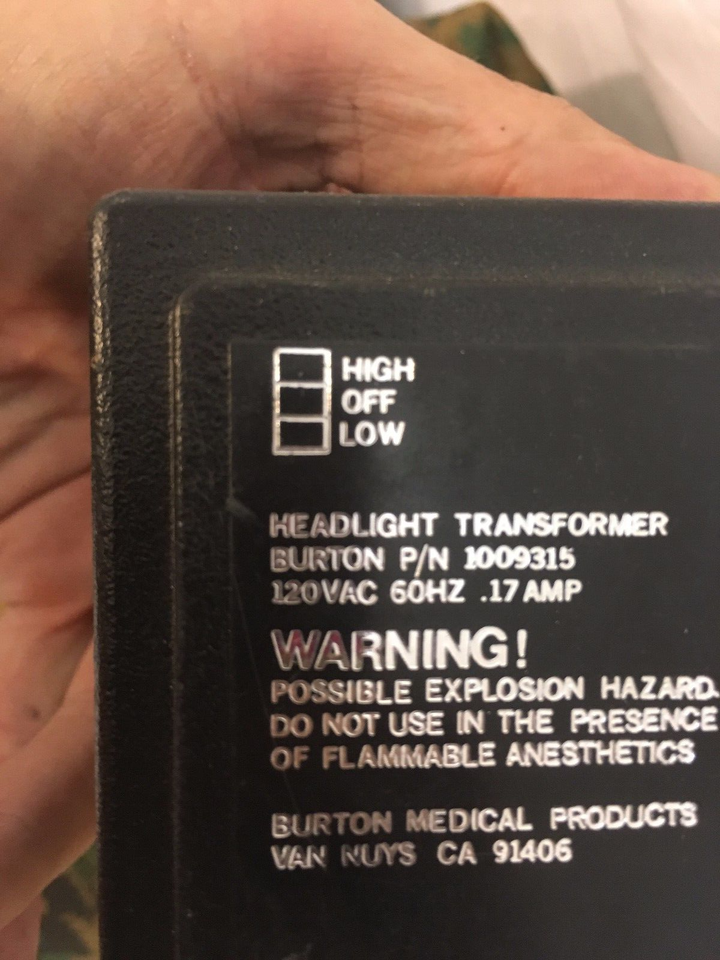 HIGH
OFF
LOW
HEADLIGHT TRANSFORMER
BURTON P/N 1009315
120VAC 60HZ .17 AMP
WARNING!
POSSIBLE EXPLOSION HAZARD.
DO NOT USE IN THE PRESENCE
OF FLAMMABLE ANESTHETICS
BURTON MEDICAL PRODUCTS
VAN NUYS CA 91406